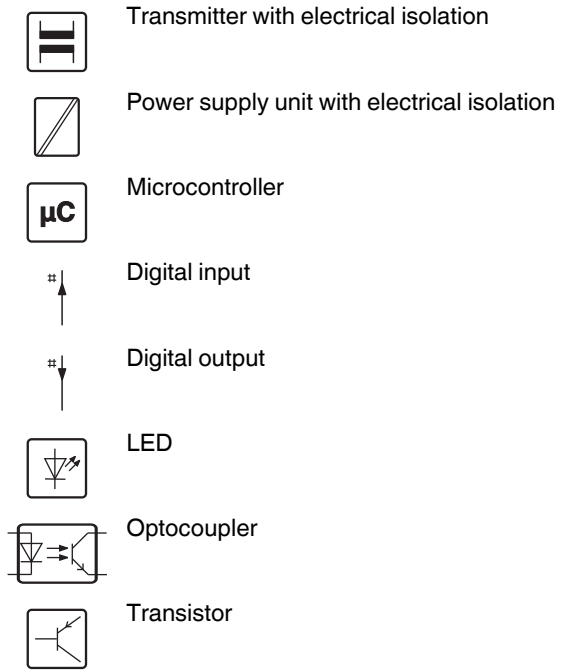 Transmitter with electrical isolation
Power supply unit with electrical isolation
µC
Microcontroller
#
Digital input
#
Digital output
LED
Optocoupler
Transistor